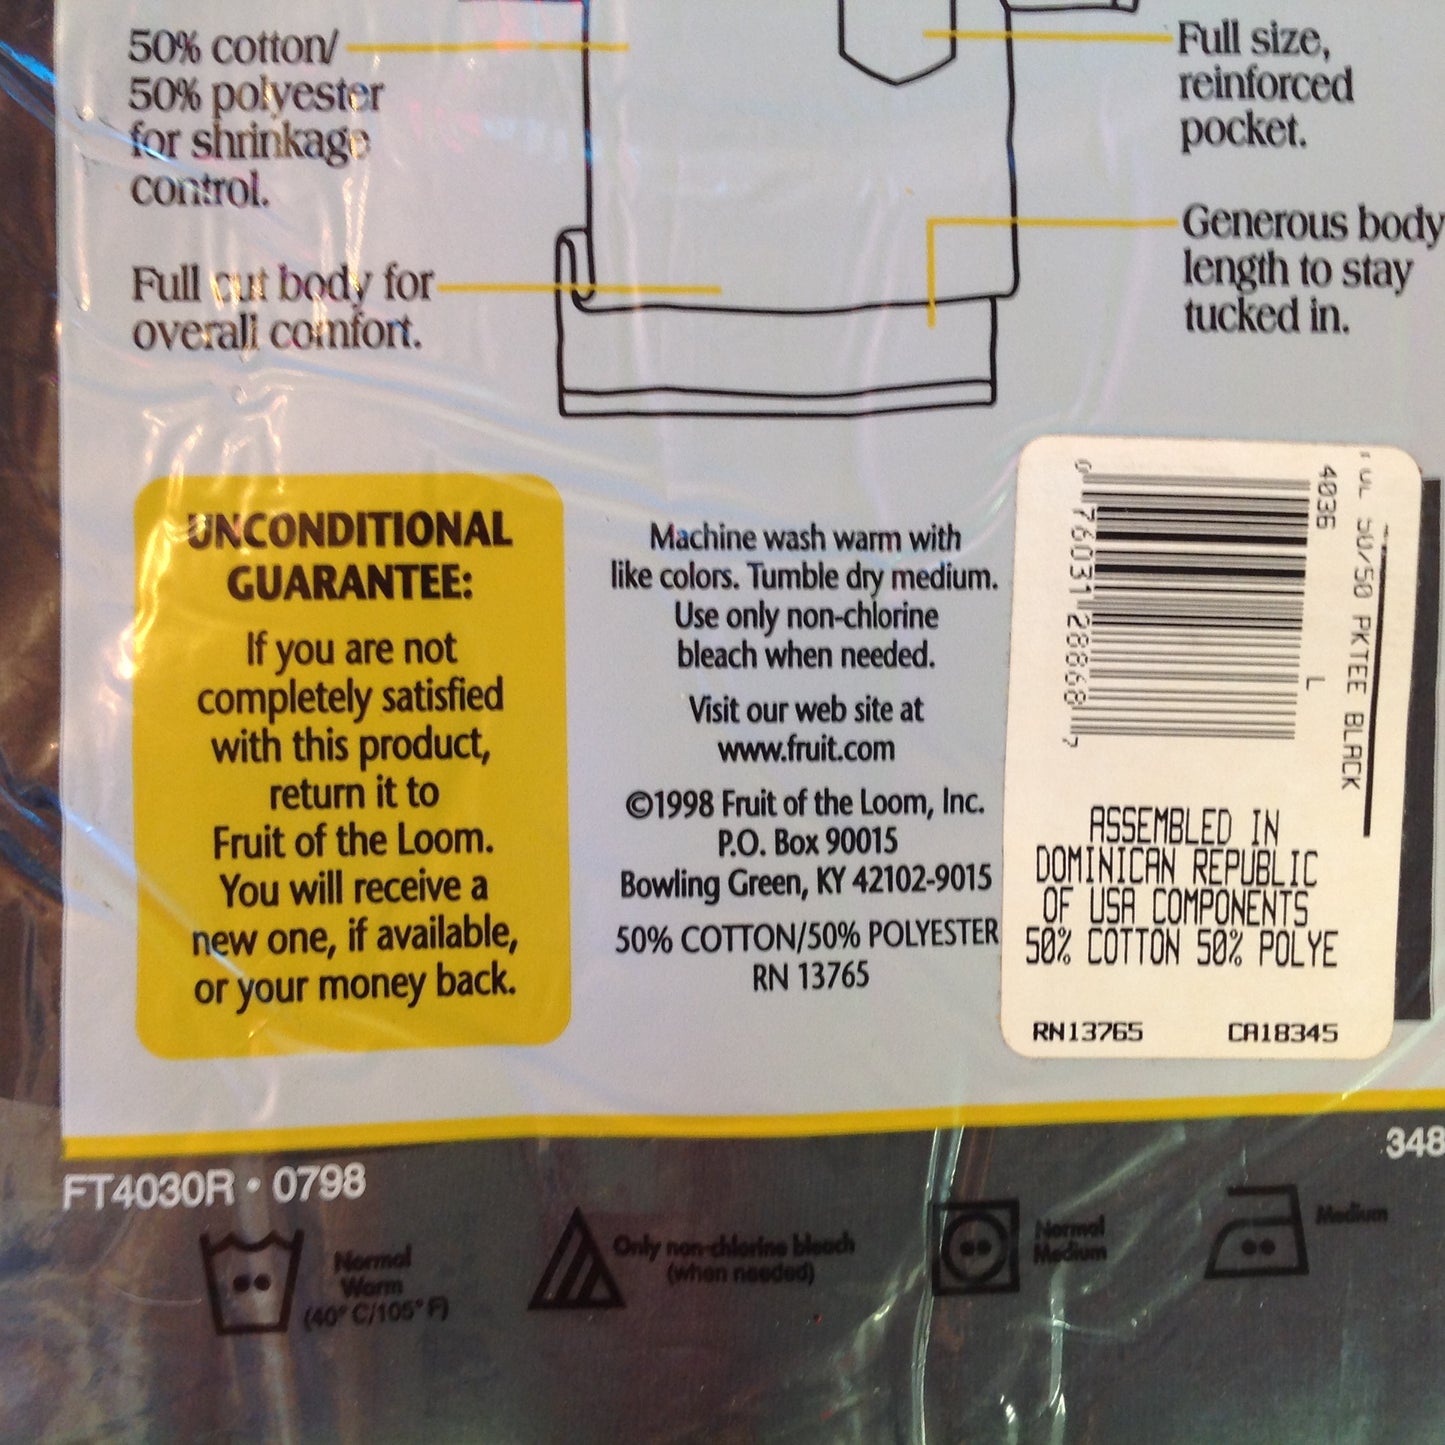 50% cotton/
50% polyester
for shrinkage
control.
Full cut body for
overall comfort.
Full size,
reinforced
pocket.
Generous body
length to stay
tucked in.
UNCONDITIONAL
GUARANTEE:
If you are not
completely satisfied
with this product,
return it to
Fruit of the Loom.
You will receive a
new one, if available,
or your money back.
Machine wash warm with
like colors. Tumble dry medium.
Use only non-chlorine
bleach when needed.
Visit our web site at
www.fruit.com
©1998 Fruit of the Loom, Inc.
P.O. Box 90015
Bowling Green, KY 42102-9015
50% COTTON/50% POLYESTER
RN 13765
50/50 PKTEE BLACK
4036 L
0 76031 28868 7
ASSEMBLED IN
DOMINICAN REPUBLIC
OF USA COMPONENTS
50% COTTON 50% POLYE
RN13765 CA18345
348
FT4030R • 0798
Normal
Warm
(40° C/105° F)
Only non-chlorine bleach
(when needed)
Normal
Medium
Medium